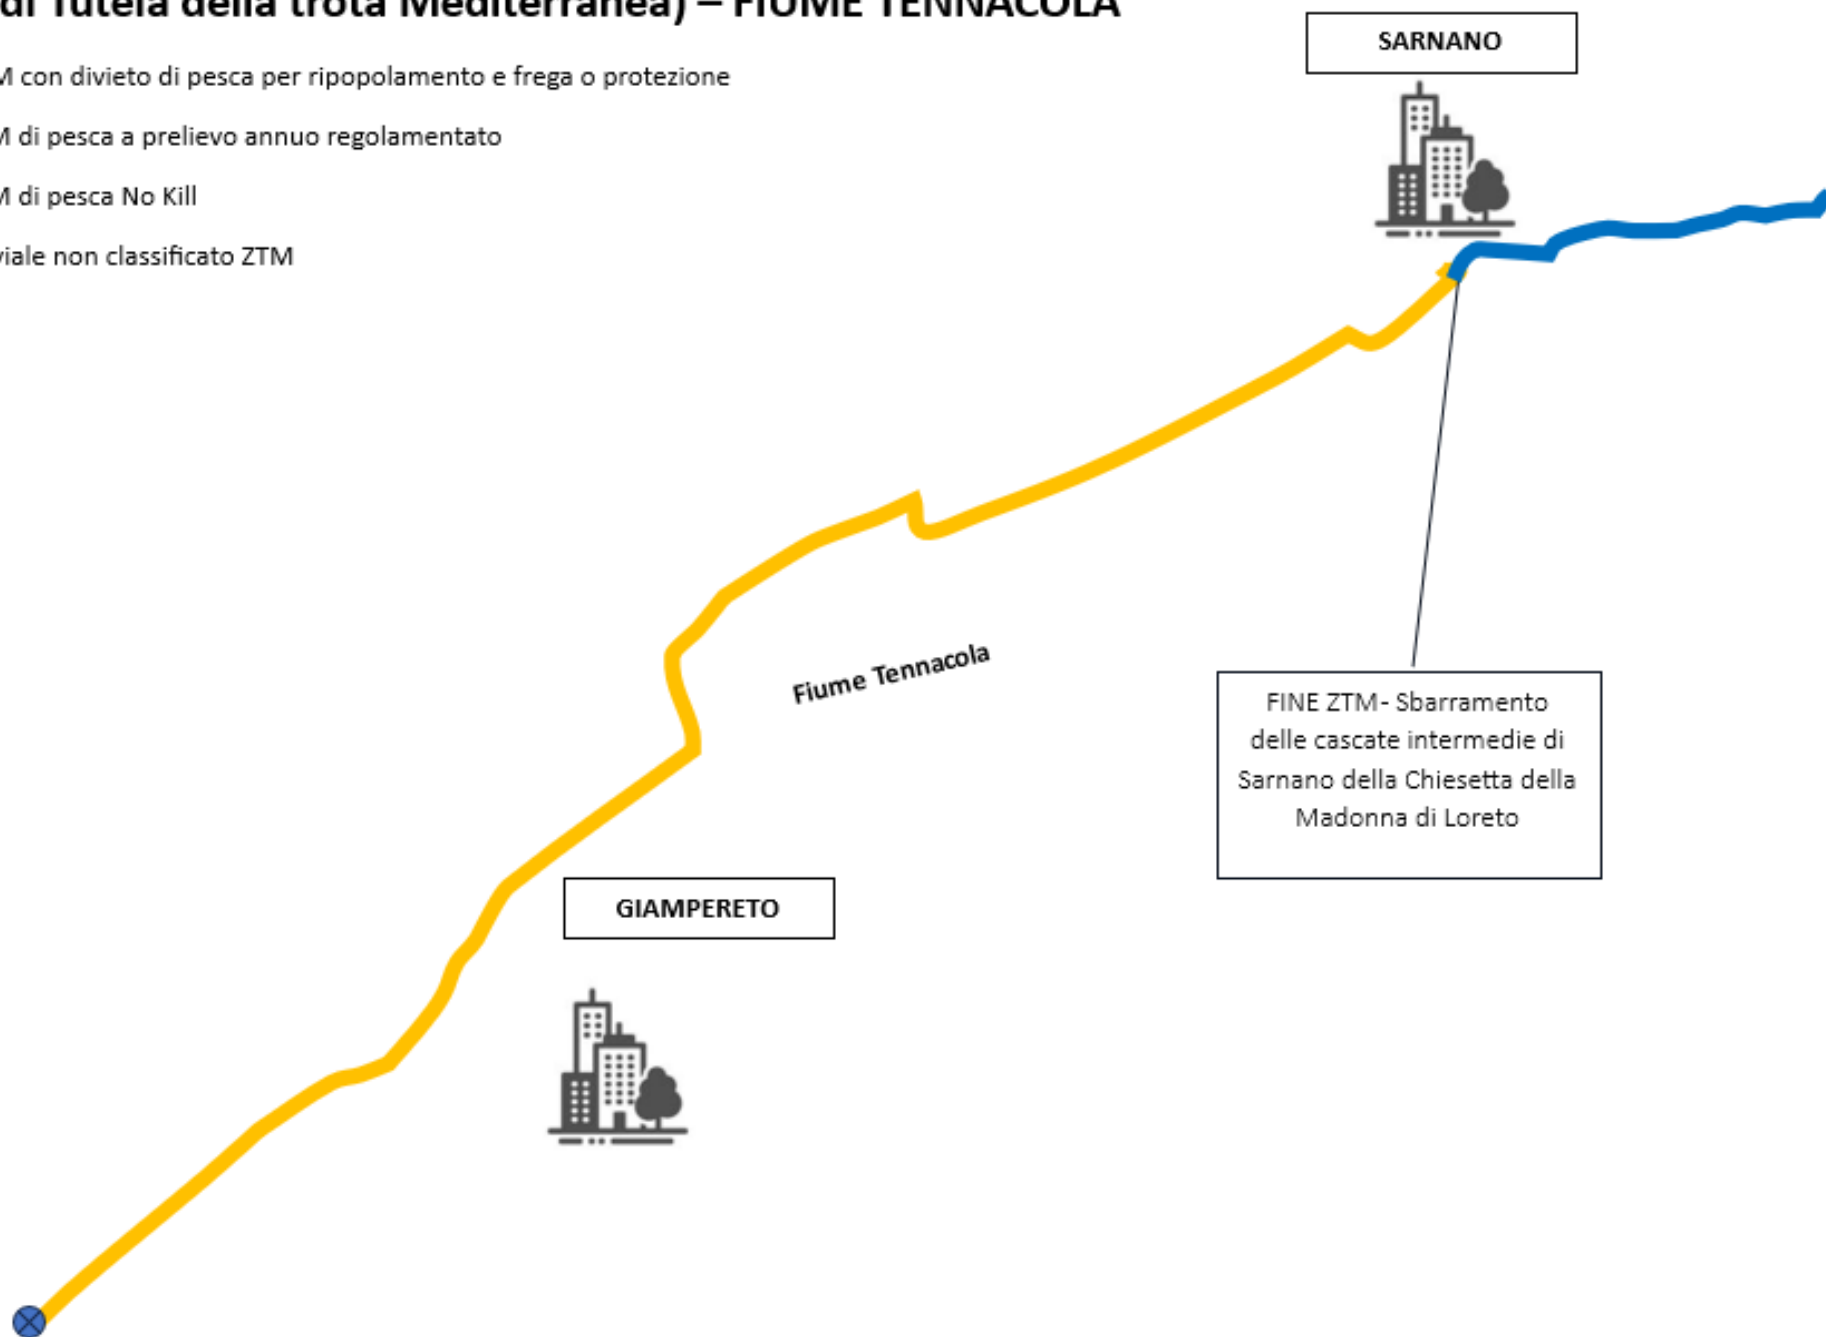 di Tutela della trota Mediterranea) – FIUME TENNACOLA
M con divieto di pesca per ripopolamento e frega o protezione
M di pesca a prelievo annuo regolamentato
M di pesca No Kill
viale non classificato ZTM
SARNANO
Fiume Tennacola
FINE ZTM- Sbarramento
delle cascate intermedie di
Sarnano della Chiesetta della
Madonna di Loreto
GIAMPERETO